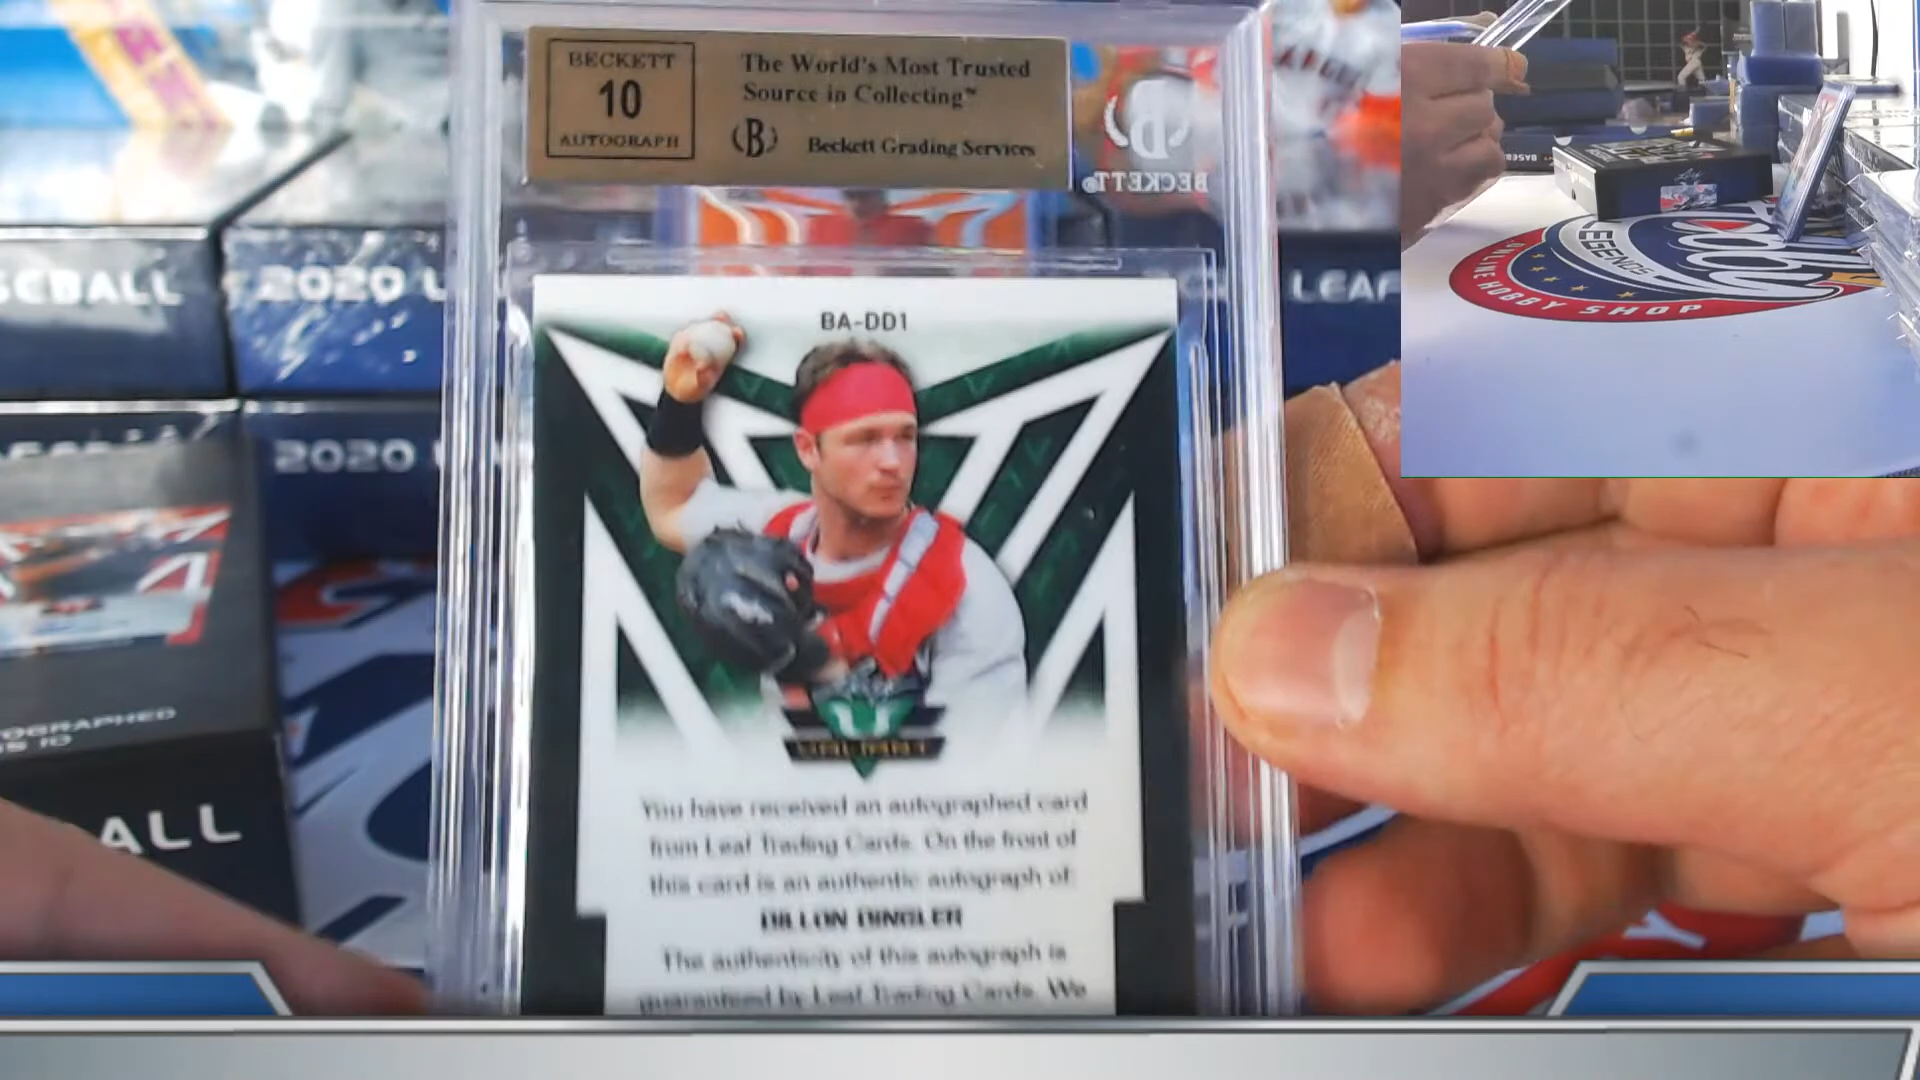 BECKETT
10
AUTOGRAPH
The World's Most Trusted
Source in Collecting™
Beckett Grading Services
BECKETT
BA-DD1
VALIANT
You have received an autographed card
from Leaf Trading Cards. On the front of
this card is an authentic autograph of:
DILLON DINGLER
The authenticity of this autograph is
guaranteed by Leaf Trading Cards. We
2020 L
LEAF
2020
ALL
LEGENDS
ONLINE HOBBY SHOP